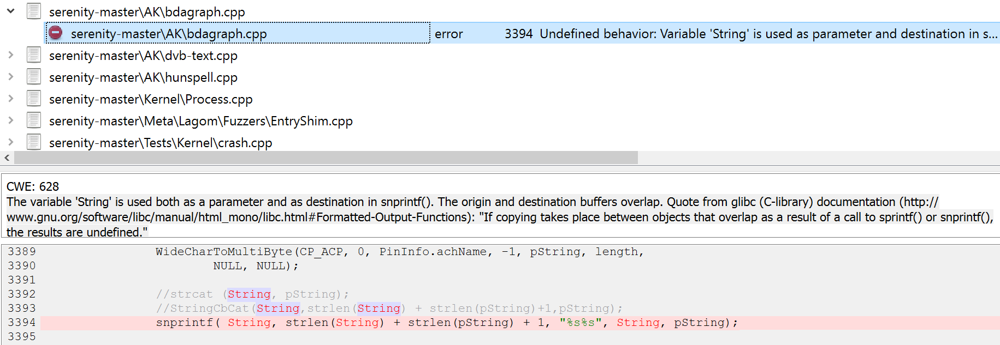 serenity-master\AK\bdagraph.cpp
serenity-master\AK\bdagraph.cpp error 3394 Undefined behavior: Variable 'String' is used as parameter and destination in s...
serenity-master\AK\dvb-text.cpp
serenity-master\AK\hunspell.cpp
serenity-master\Kernel\Process.cpp
serenity-master\Meta\Lagom\Fuzzers\EntryShim.cpp
serenity-master\Tests\Kernel\crash.cpp
CWE: 628
The variable 'String' is used both as a parameter and as destination in snprintf(). The origin and destination buffers overlap. Quote from glibc (C-library) documentation (http://
www.gnu.org/software/libc/manual/html_mono/libc.html#Formatted-Output-Functions): "If copying takes place between objects that overlap as a result of a call to sprintf() or snprintf(),
the results are undefined."
3389 WideCharToMultiByte(CP_ACP, 0, PinInfo.achName, -1, pString, length,
3390 NULL, NULL);
3391
3392 //strcat (String, pString);
3393 //StringCbCat(String,strlen(String) + strlen(pString)+1,pString);
3394 snprintf( String, strlen(String) + strlen(pString) + 1, "%s%s", String, pString);
3395